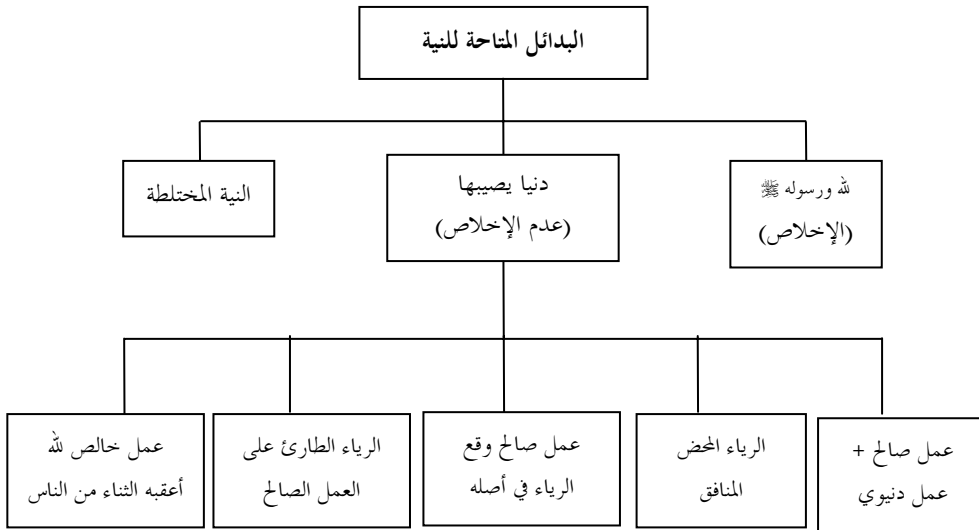 البدائل المتاحة للنية
لله ورسوله ﷺ
(الإخلاص)
دنيا يصيبها
(عدم الإخلاص)
النية المختلطة
عمل صالح +
عمل دنيوي
الرياء المحض
المنافق
عمل صالح وقع
الرياء في أصله
الرياء الطارئ على
العمل الصالح
عمل خالص لله
أعقبه الثناء من الناس